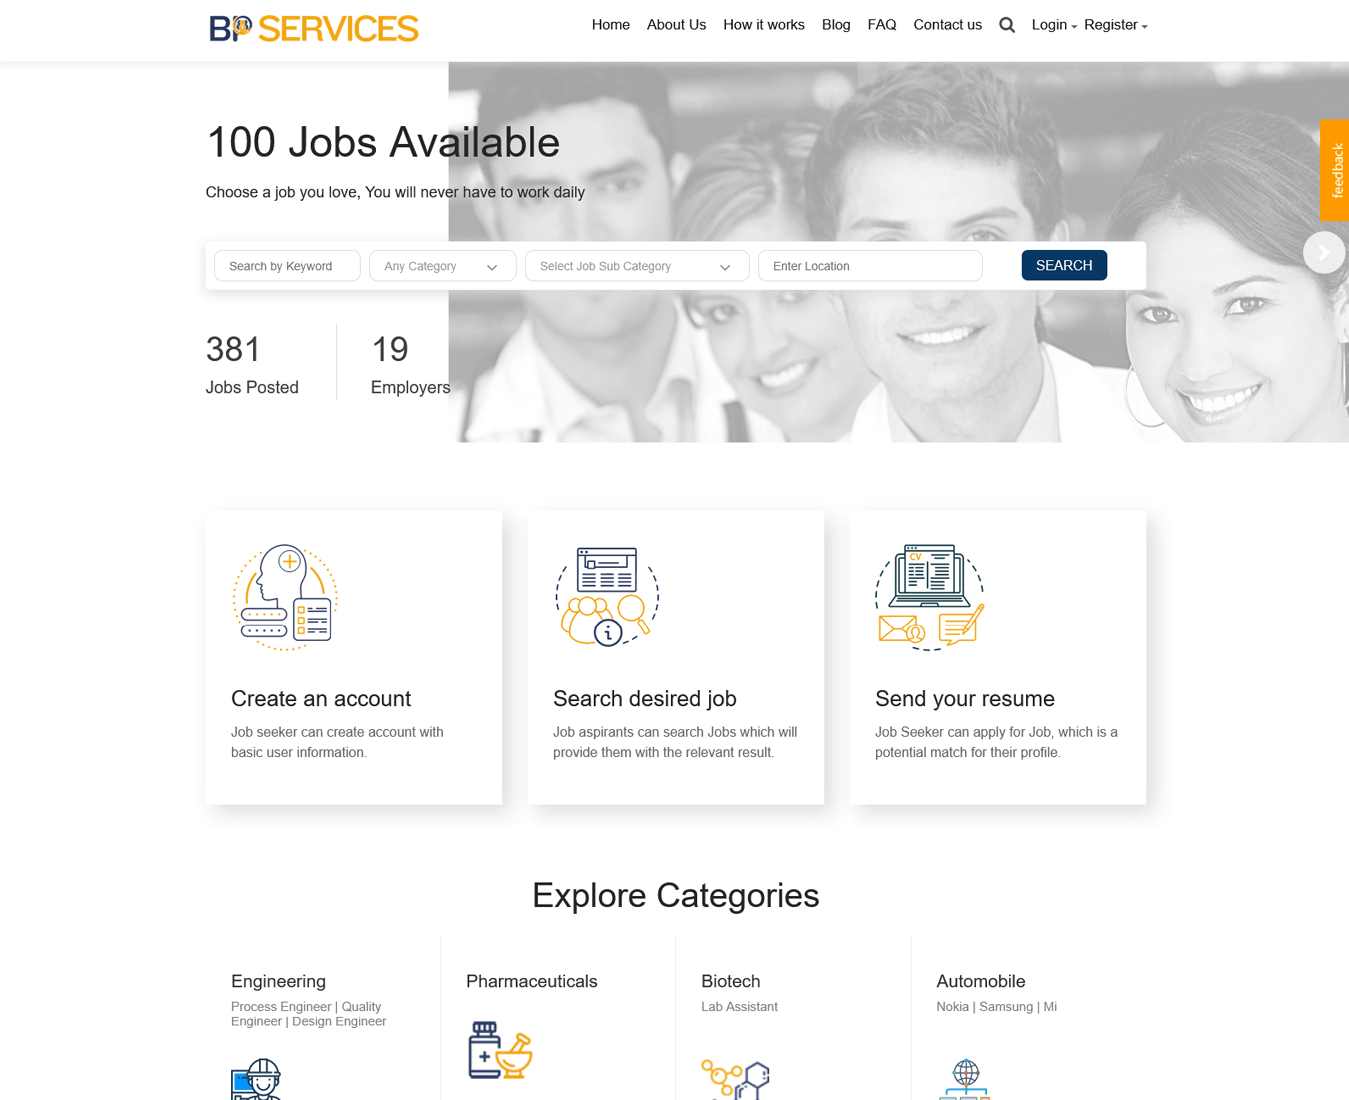 BP SERVICES
Home About Us How it works Blog FAQ Contact us Login Register
feedback
100 Jobs Available
Choose a job you love, You will never have to work daily
Search by Keyword Any Category Select Job Sub Category Enter Location SEARCH
381 19
Jobs Posted Employers
CV
i
Create an account
Job seeker can create account with
basic user information.
Search desired job
Job aspirants can search Jobs which will
provide them with the relevant result.
Send your resume
Job Seeker can apply for Job, which is a
potential match for their profile.
Explore Categories
Engineering
Process Engineer | Quality
Engineer | Design Engineer
Pharmaceuticals
Biotech
Lab Assistant
Automobile
Nokia | Samsung | Mi